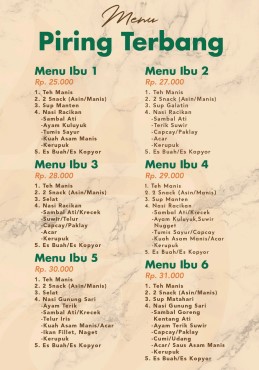 Menu
Piring Terbang
Menu Ibu 1
Rp. 25.000
1. Teh Manis
2. 2 Snack (Asin/Manis)
3. Sup Manten
4. Nasi Racikan
-Sambal Ati
-Ayam Kuluyuk
-Tumis Sayur
-Kuah Asam Manis
-Kerupuk
5. Es Buah/Es Kopyor
Menu Ibu 2
Rp. 27.000
1. Teh Manis
2. 2 Snack (Asin/Manis)
3. Sup Galatin
4. Nasi Racikan
-Sambal Ati
-Terik Suwir
-Capcay/Paklay
-Acar
-Kerupuk
5. Es Buah/Es Kopyor
Menu Ibu 3
Rp. 28.000
1. Teh Manis
2. 2 Snack (Asin/Manis)
3. Selat
4. Nasi Racikan
-Sambal Ati/Krecek
Suwir/Telur
-Capcay/Paklay
-Acar
-Kerupuk
5. Es Buah/Es Kopyor
Menu Ibu 4
Rp. 29.000
1. Teh Manis
2. 2 Snack (Asin/Manis)
3. Sup Manten
4. Nasi Racikan
-Sambal Ati/Krecek
-Ayam Kuluyuk,Suwir
Nugget
-Tumis Sayur/Capcay
-Kuah Asam Manis/Acar
-Kerupuk
5. Es Buah/Es Kopyor
Menu Ibu 5
Rp. 30.000
1. Teh Manis
2. 2 Snack (Asin/Manis)
3. Selat
4. Nasi Gunung Sari
-Ayam Terik
-Sambal Ati/Krecek
-Telur Iris
-Kuah Asam Manis/Acar
-Ikan Fillet, Naget
-Kerupuk
5. Es Buah/Es Kopyor
Menu Ibu 6
Rp. 31.000
1. Teh Manis
2. 2 Snack (Asin/Manis)
3. Sup Matahari
4. Nasi Gunung Sari
-Sambal Goreng
Kentang Ati
-Ayam Terik Suwir
-Capcay/Paklay
-Cumi/Udang
-Acar/ Saus Asam Manis
-Kerupuk
5. Es Buah/Es Kopyor